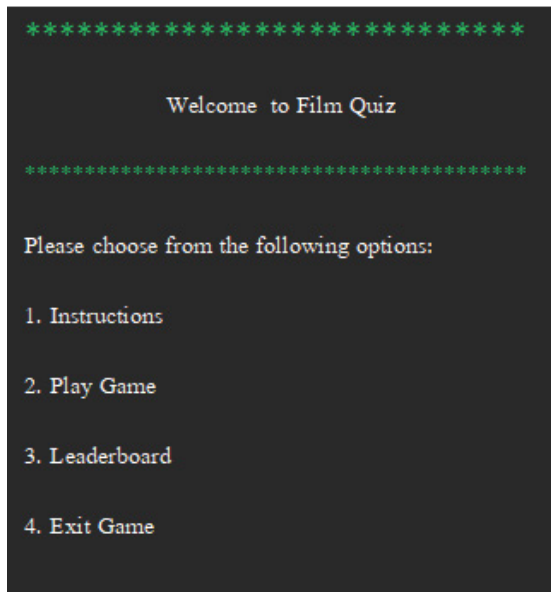 *****************************
Welcome to Film Quiz
******************************************
Please choose from the following options:
1. Instructions
2. Play Game
3. Leaderboard
4. Exit Game